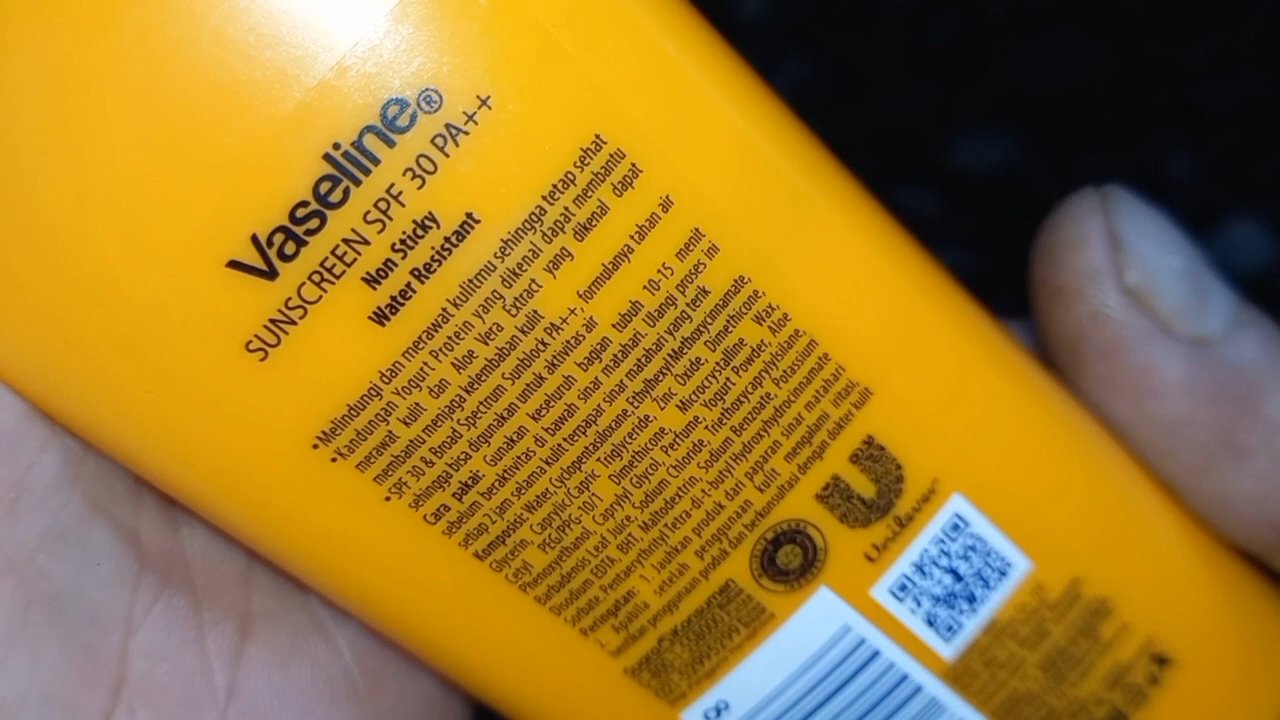 Vaseline®
SUNSCREEN SPF 30 PA++
Non Sticky
Water Resistant
•Melindungi dan merawat kulitmu sehingga tetap sehat
•Kandungan Yogurt Protein yang dikenal dapat membantu
merawat kulit dan Aloe Vera Extract yang dikenal dapat
membantu menjaga kelembaban kulit
•SPF 30 & Broad Spectrum Sunblock PA++, formulanya tahan air
sehingga bisa digunakan untuk aktivitas air
Cara pakai: Gunakan keseluruh bagian tubuh 10-15 menit
sebelum beraktivitas di bawah sinar matahari. Ulangi proses ini
setiap 2 jam selama kulit terpapar sinar matahari yang terik
Komposisi: Water, Cyclopentasiloxane, Ethylhexyl Methoxycinnamate,
Glycerin, Caprylic/Capric Triglyceride, Zinc Oxide, Dimethicone,
Cetyl PEG/PPG-10/1 Dimethicone, Microcrystalline Wax,
Phenoxyethanol, Caprylyl Glycol, Perfume, Yogurt Powder, Aloe
Barbadensis Leaf Juice, Sodium Chloride, Triethoxycaprylylsilane,
Disodium EDTA, BHT, Maltodextrin, Sodium Benzoate, Potassium
Sorbate, Pentaerythrityl Tetra-di-t-butyl Hydroxyhydrocinnamate
Peringatan: 1. Jauhkan produk dari paparan sinar matahari,
2. Apabila setelah penggunaan kulit mengalami iritasi,
penggunaan produk dan berkonsultasi dengan dokter kulit
Suara Konsumen
Unilever